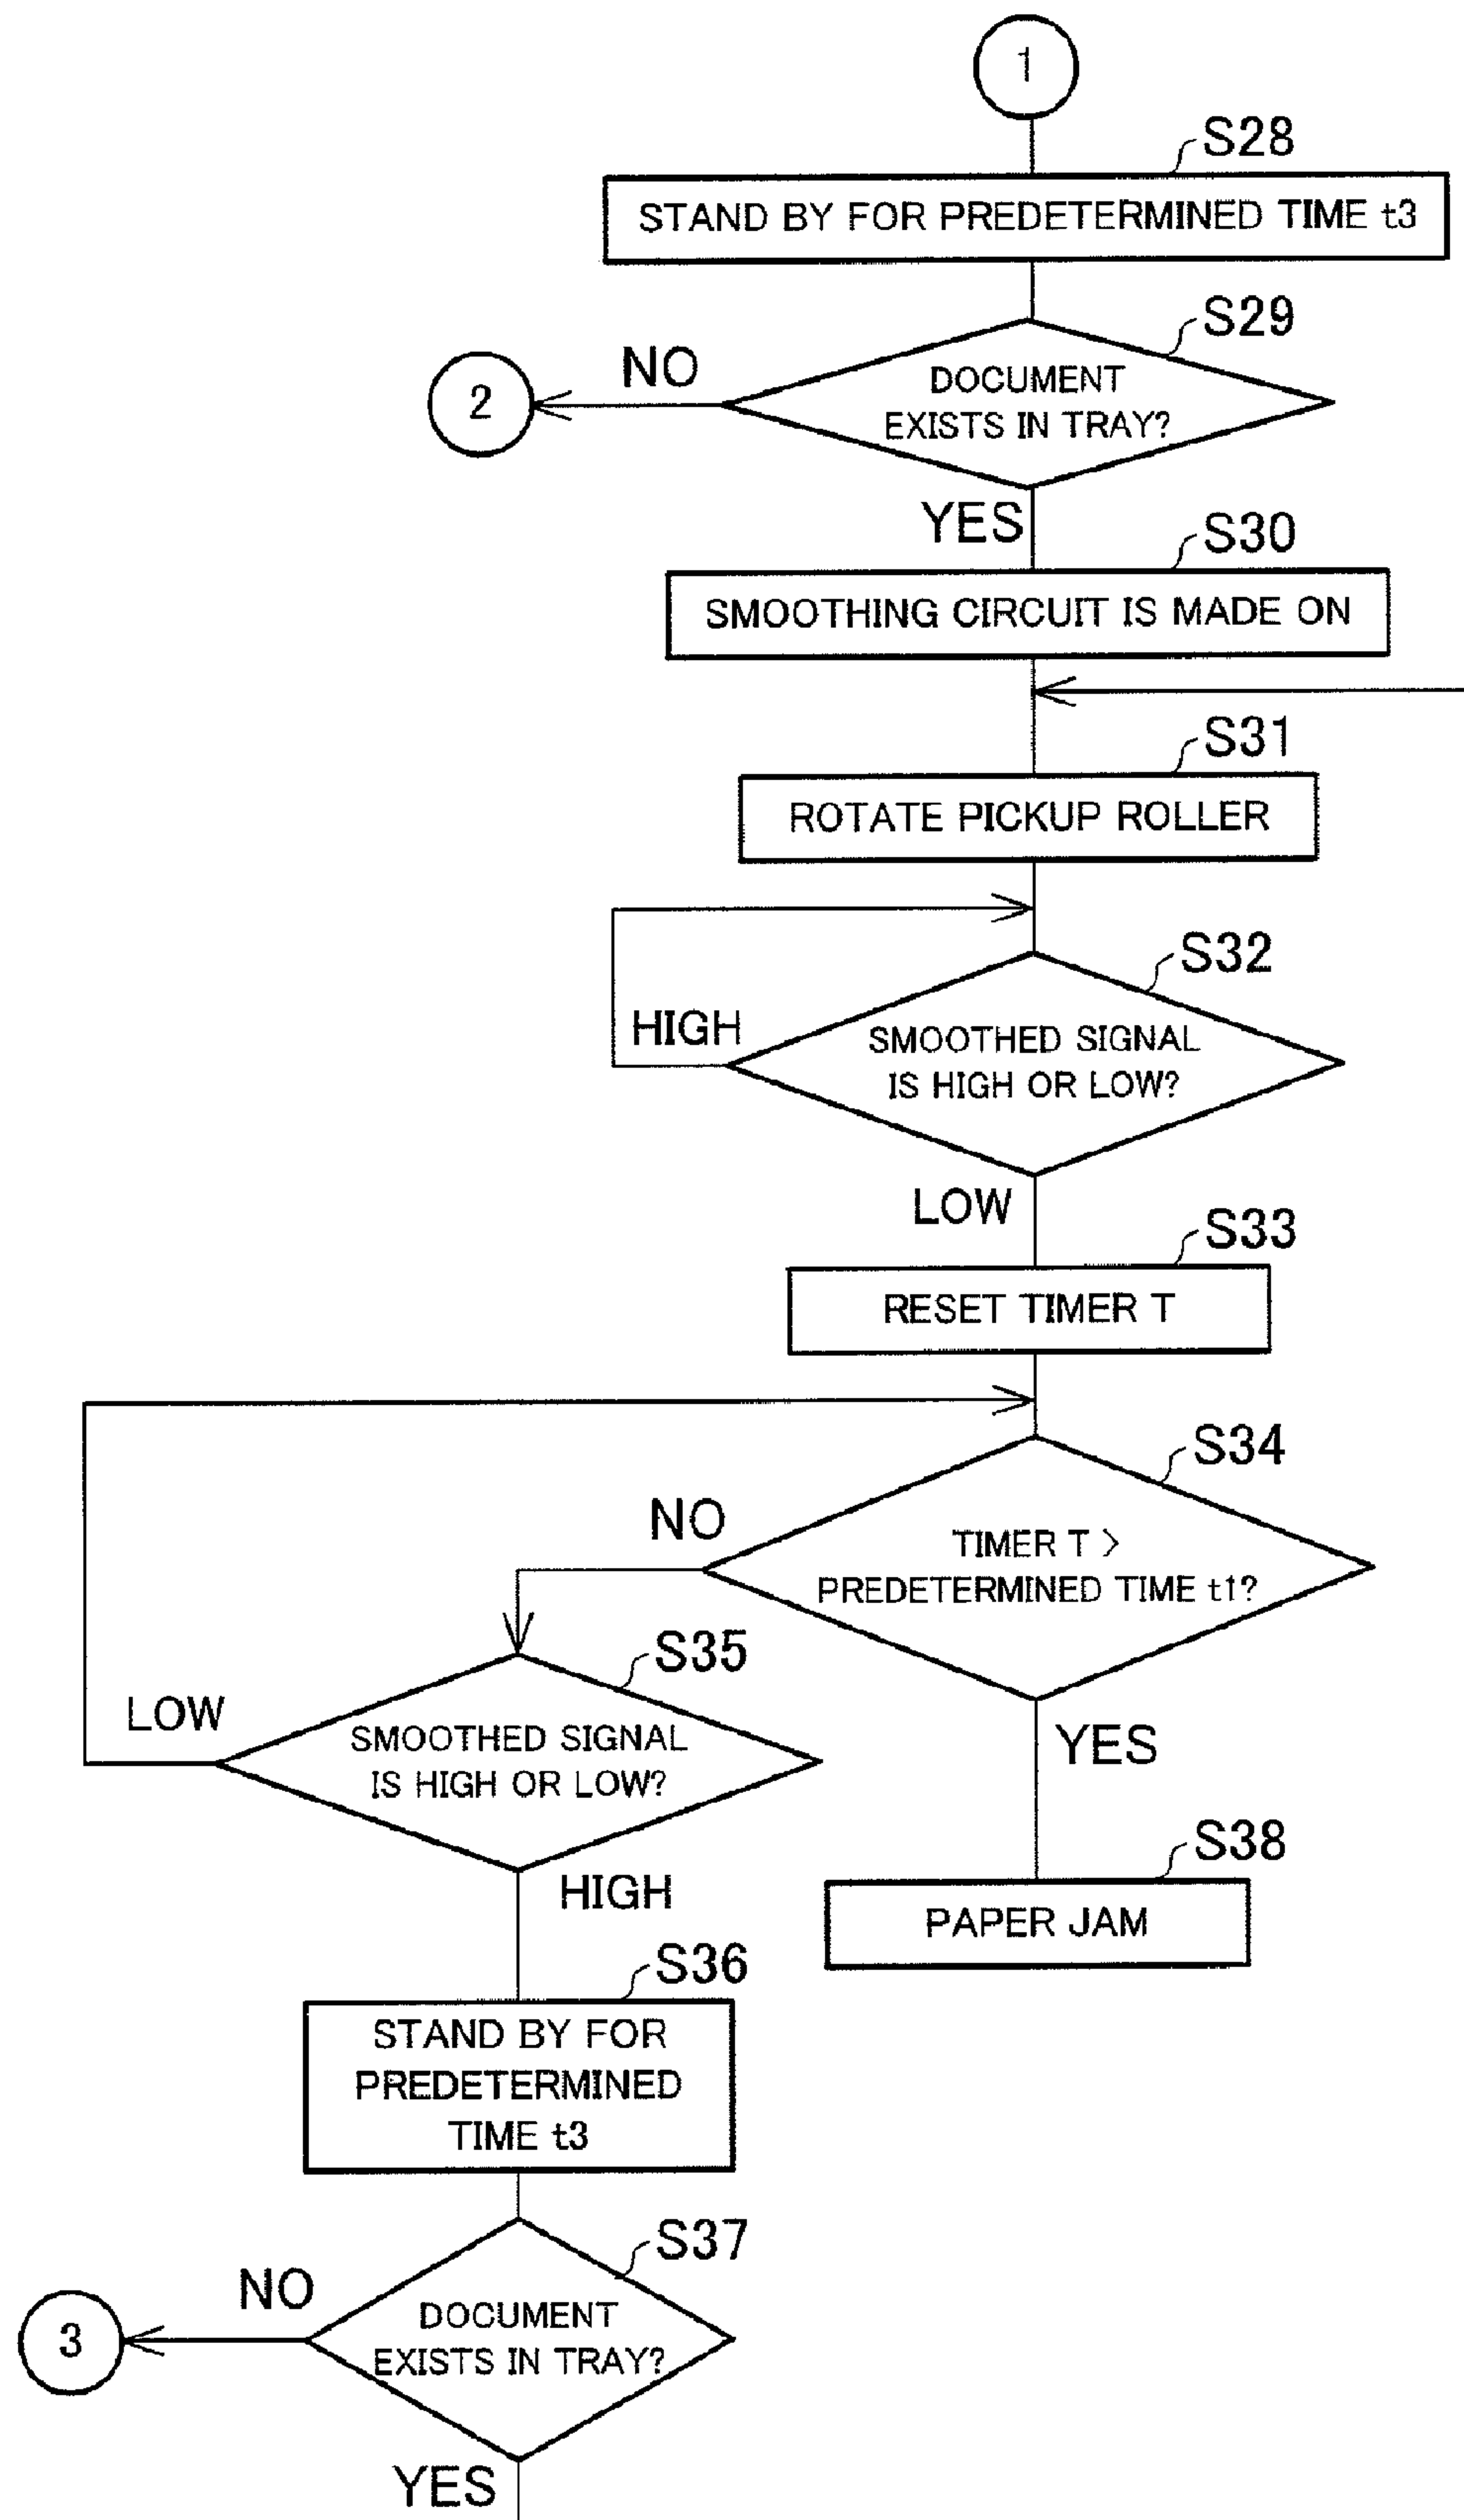 1
S28
STAND BY FOR PREDETERMINED TIME t3
S29
DOCUMENT
EXISTS IN TRAY?
NO
2
YES
S30
SMOOTHING CIRCUIT IS MADE ON
S31
ROTATE PICKUP ROLLER
S32
HIGH
SMOOTHED SIGNAL
IS HIGH OR LOW?
LOW
S33
RESET TIMER T
S34
NO
TIMER T >
PREDETERMINED TIME t1?
S35
LOW
SMOOTHED SIGNAL
IS HIGH OR LOW?
YES
HIGH
S38
PAPER JAM
S36
STAND BY FOR
PREDETERMINED
TIME t3
S37
NO
3
DOCUMENT
EXISTS IN TRAY?
YES